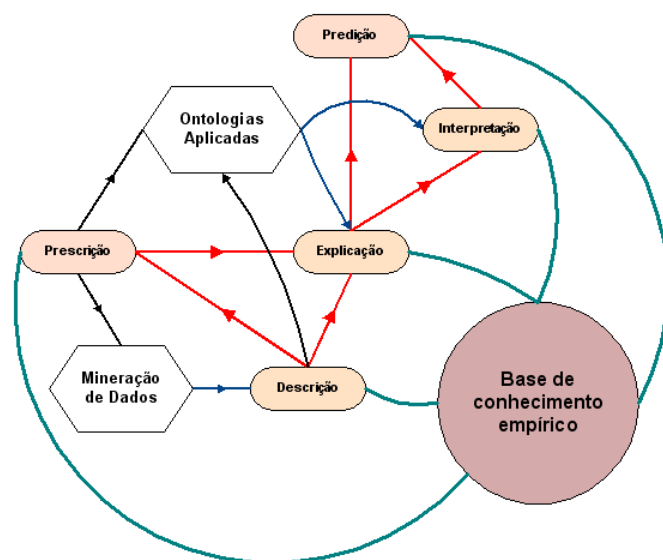 Predição
Ontologias
Aplicadas
Interpretação
Prescrição
Explicação
Mineração
de Dados
Descrição
Base de
conhecimento
empírico